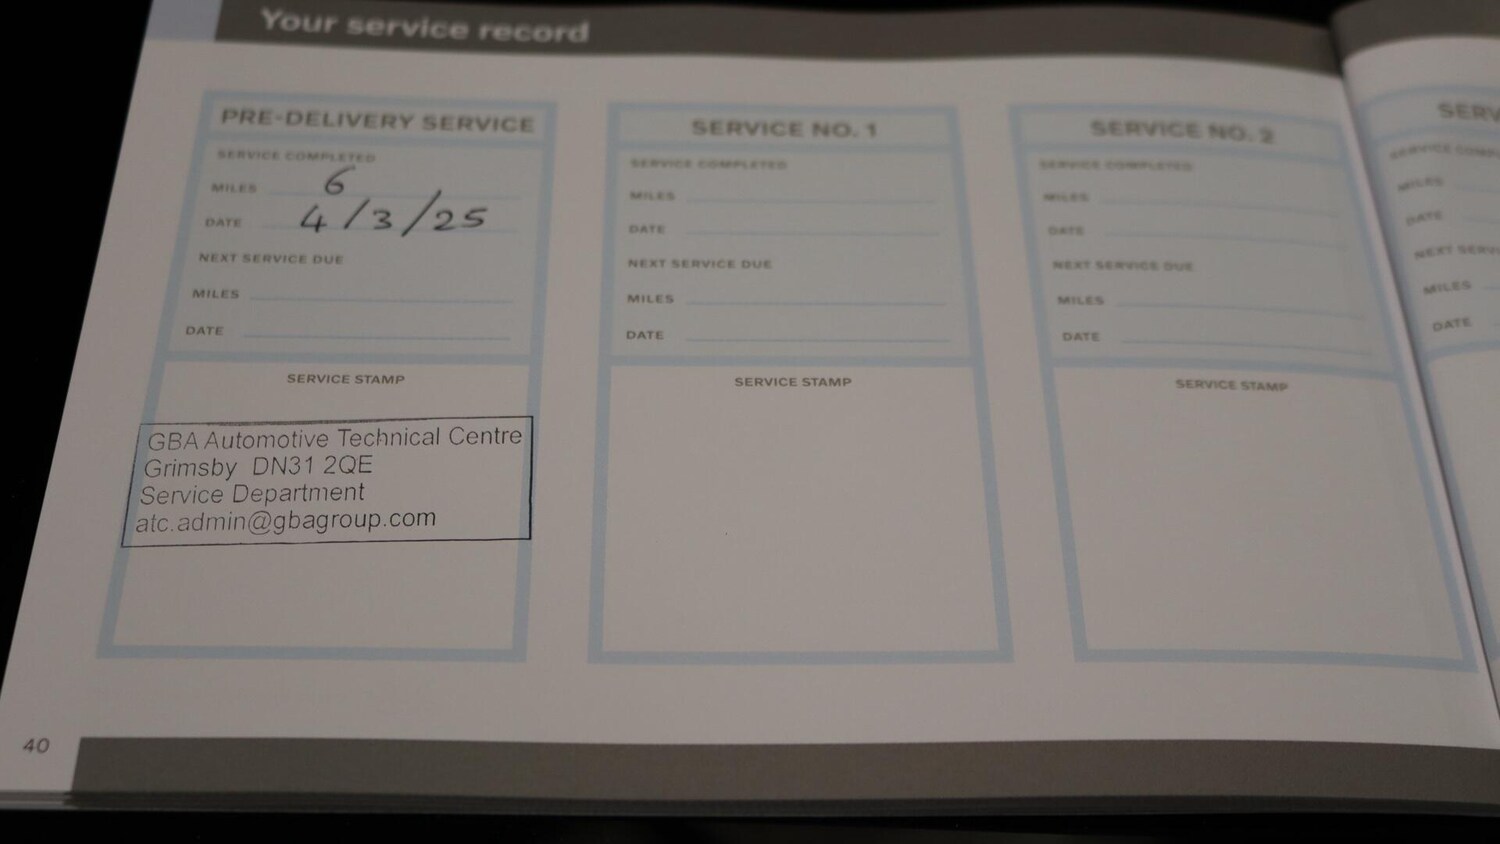 Your service record
PRE-DELIVERY SERVICE
SERVICE COMPLETED
MILES 6
DATE 4/3/25
NEXT SERVICE DUE
MILES
DATE
SERVICE STAMP
GBA Automotive Technical Centre
Grimsby DN31 2QE
Service Department
atc.admin@gbagroup.com
SERVICE NO. 1
SERVICE COMPLETED
MILES
DATE
NEXT SERVICE DUE
MILES
DATE
SERVICE STAMP
SERVICE NO. 2
SERVICE COMPLETED
MILES
DATE
NEXT SERVICE DUE
MILES
DATE
SERVICE STAMP
MILES
DATE
MILES
DATE
40